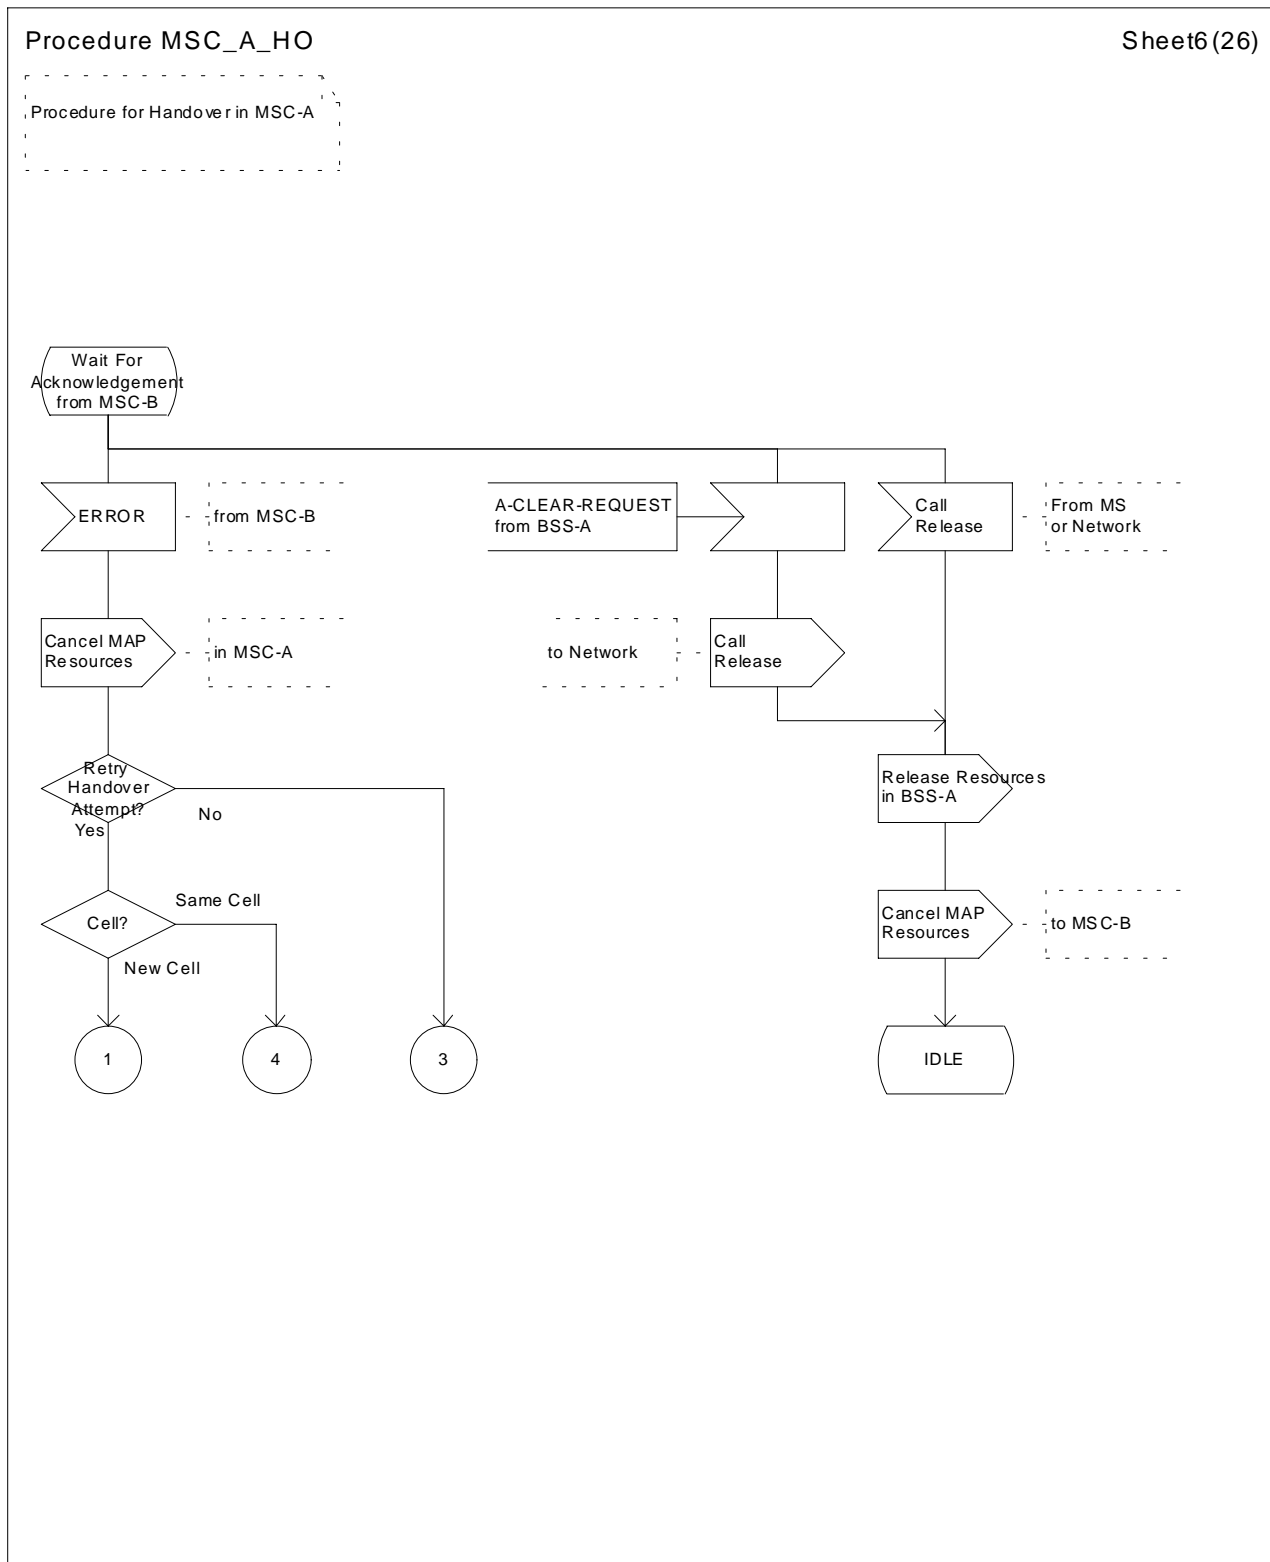 Procedure MSC_A_HO
Sheet6(26)
Procedure for Handover in MSC-A
Wait For
Acknowledgement
from MSC-B
ERROR
from MSC-B
A-CLEAR-REQUEST
from BSS-A
Call
Release
From MS
or Network
Cancel MAP
Resources
in MSC-A
to Network
Call
Release
Retry
Handover
Attempt?
Yes
No
Release Resources
in BSS-A
Cell?
Same Cell
New Cell
Cancel MAP
Resources
to MSC-B
1
4
3
IDLE